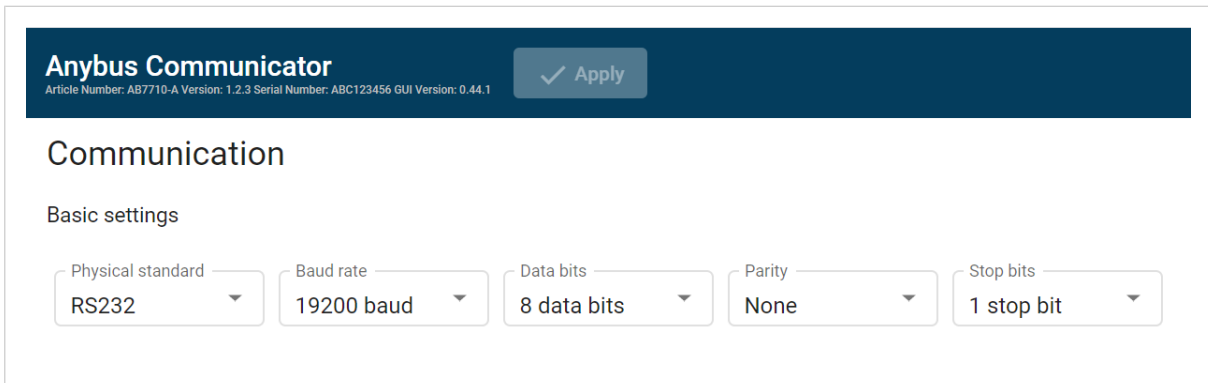 Anybus Communicator
Article Number: AB7710-A Version: 1.2.3 Serial Number: ABC123456 GUI Version: 0.44.1
Apply
Communication
Basic settings
Physical standard
RS232
Baud rate
19200 baud
Data bits
8 data bits
Parity
None
Stop bits
1 stop bit